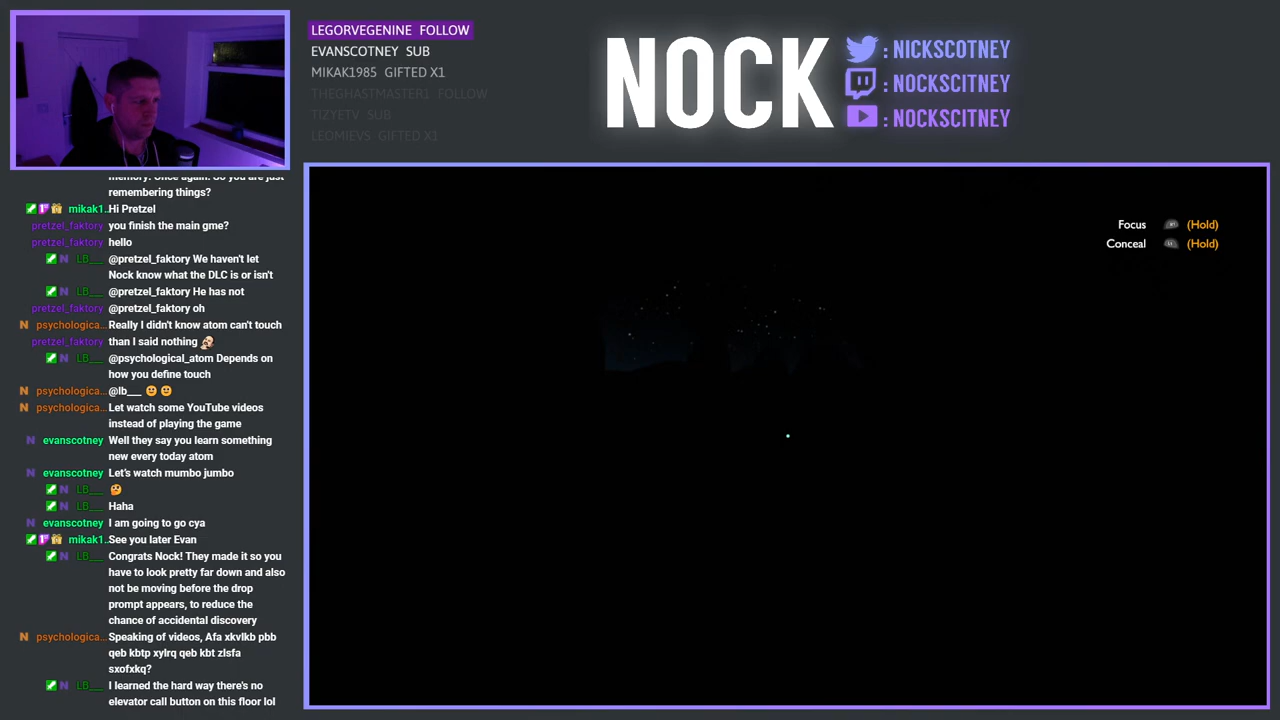 LEGORVEGENINE FOLLOW
EVANSCOTNEY SUB
MIKAK1985 GIFTED X1
THEGHASTMASTER1 FOLLOW
TIZYETV SUB
LEOMIEVS GIFTED X1
NOCK
: NICKSCOTNEY
: NOCKSCITNEY
: NOCKSCITNEY
Focus (Hold)
Conceal (Hold)
memory. Once again. So you are just
remembering things?
mikak1.. Hi Pretzel
pretzel_faktory you finish the main gme?
pretzel_faktory hello
LB___ @pretzel_faktory We haven't let
Nock know what the DLC is or isn't
LB___ @pretzel_faktory He has not
pretzel_faktory @pretzel_faktory oh
N psychologica... Really I didn't know atom can't touch
pretzel_faktory than I said nothing
LB___ @psychological_atom Depends on
how you define touch
N psychologica... @lb___
N psychologica... Let watch some YouTube videos
instead of playing the game
N evanscotney Well they say you learn something
new every today atom
N evanscotney Let's watch mumbo jumbo
N LB___
N LB___ Haha
N evanscotney I am going to go cya
mikak1.. See you later Evan
N LB___ Congrats Nock! They made it so you
have to look pretty far down and also
not be moving before the drop
prompt appears, to reduce the
chance of accidental discovery
N psychologica... Speaking of videos, Afa xkvlkb pbb
qeb kbtp xylrq qeb kbt zlsfa
sxofxkq?
N LB___ I learned the hard way there's no
elevator call button on this floor lol